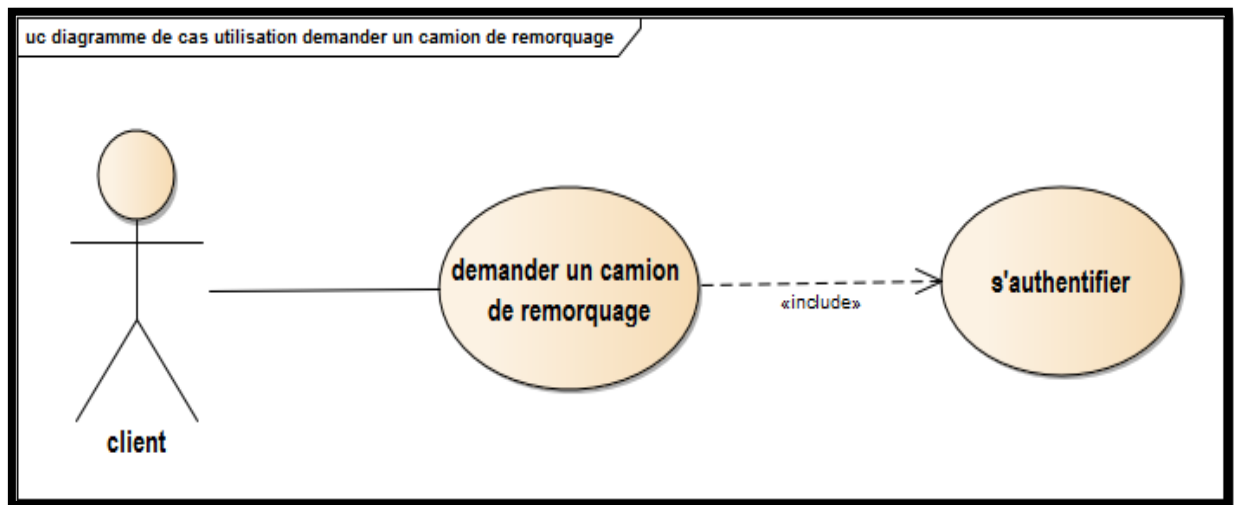 uc diagramme de cas utilisation demander un camion de remorquage
demander un camion
de remorquage
«include»
s'authentifier
client